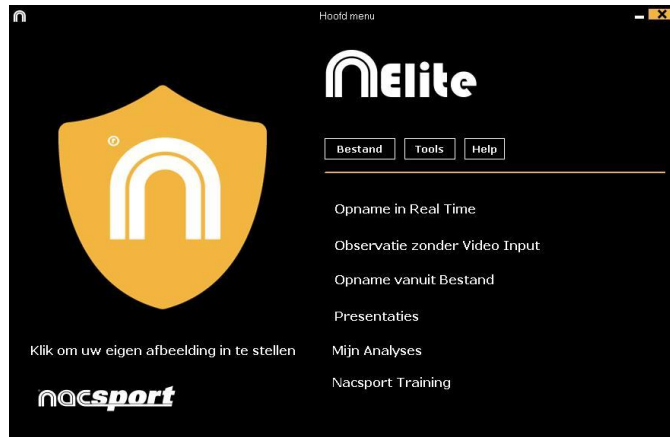 Hoofd menu
Elite
Bestand Tools Help
Opname in Real Time
Observatie zonder Video Input
Opname vanuit Bestand
Presentaties
Klik om uw eigen afbeelding in te stellen
Mijn Analyses
Nacsport Training
nacsport